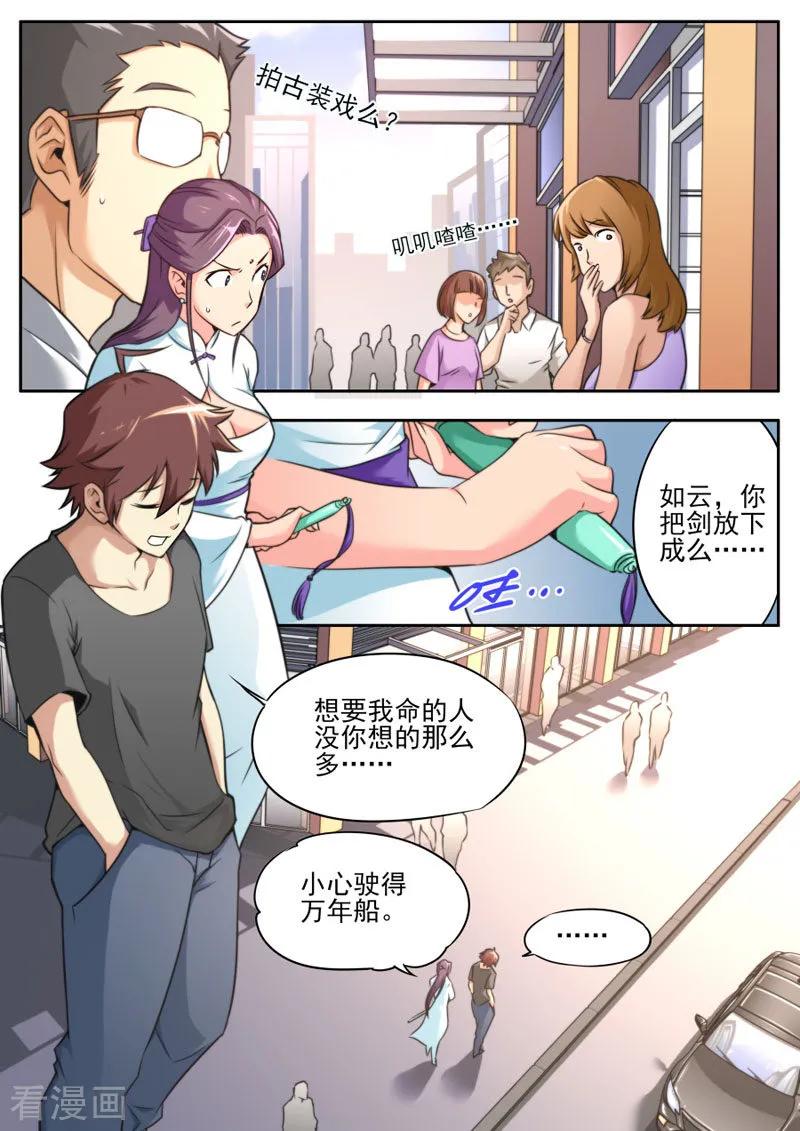 拍古装戏么?
叽叽喳喳……
如云，你
把剑放下
成么……
哇…
想要我命的人
没你想的那么
多……
小心驶得
万年船。
……
看漫画